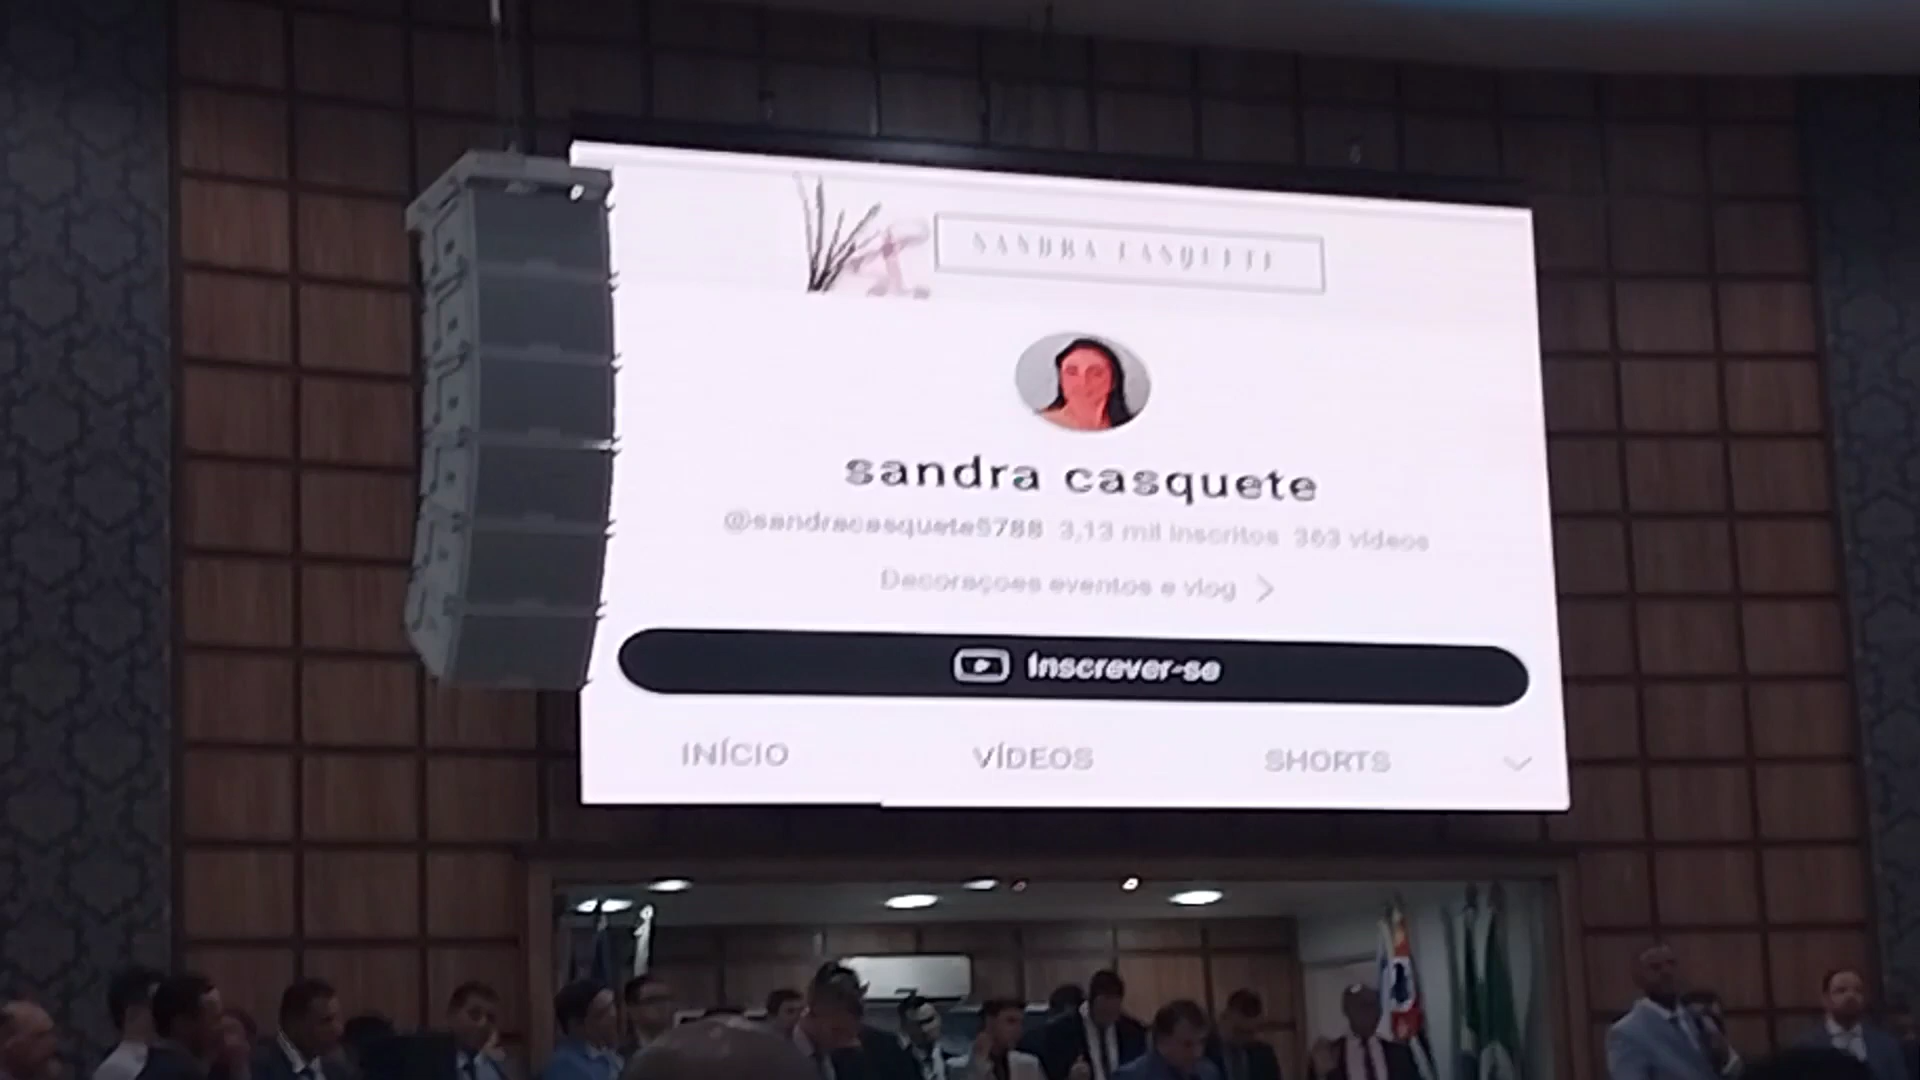 SANDRA CASQUETE
sandra casquete
@sandracasquete5788 3,13 mil inscritos 363 vídeos
Decorações eventos e vlog
Inscrever-se
INÍCIO VÍDEOS SHORTS